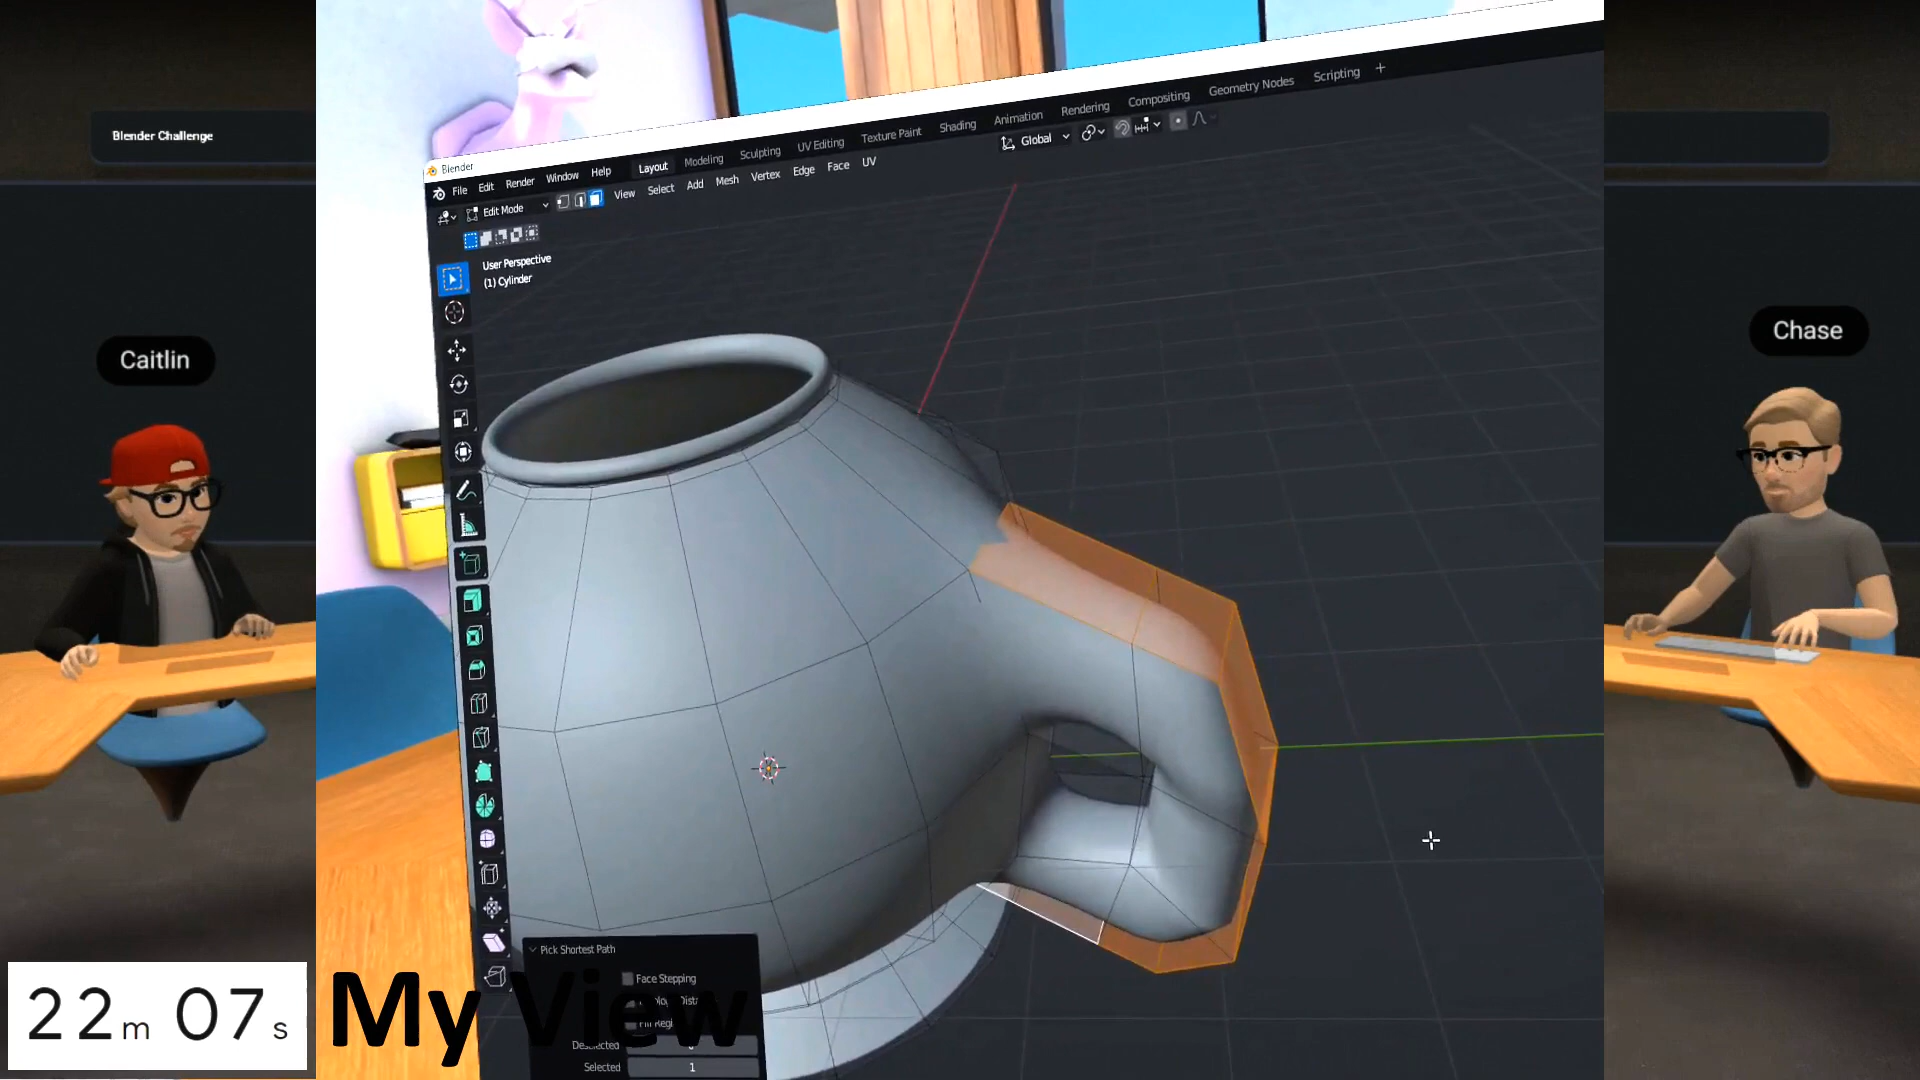 Blender Challenge
Caitlin
22m 07s
Blender
File Edit Render Window Help Layout Modeling Sculpting UV Editing Texture Paint Shading Animation Rendering Compositing Geometry Nodes Scripting +
Edit Mode View Select Add Mesh Vertex Edge Face UV Global
User Perspective
(1) Cylinder
Pick Shortest Path
Face Stepping
Deselected
Selected 1
My View
Chase